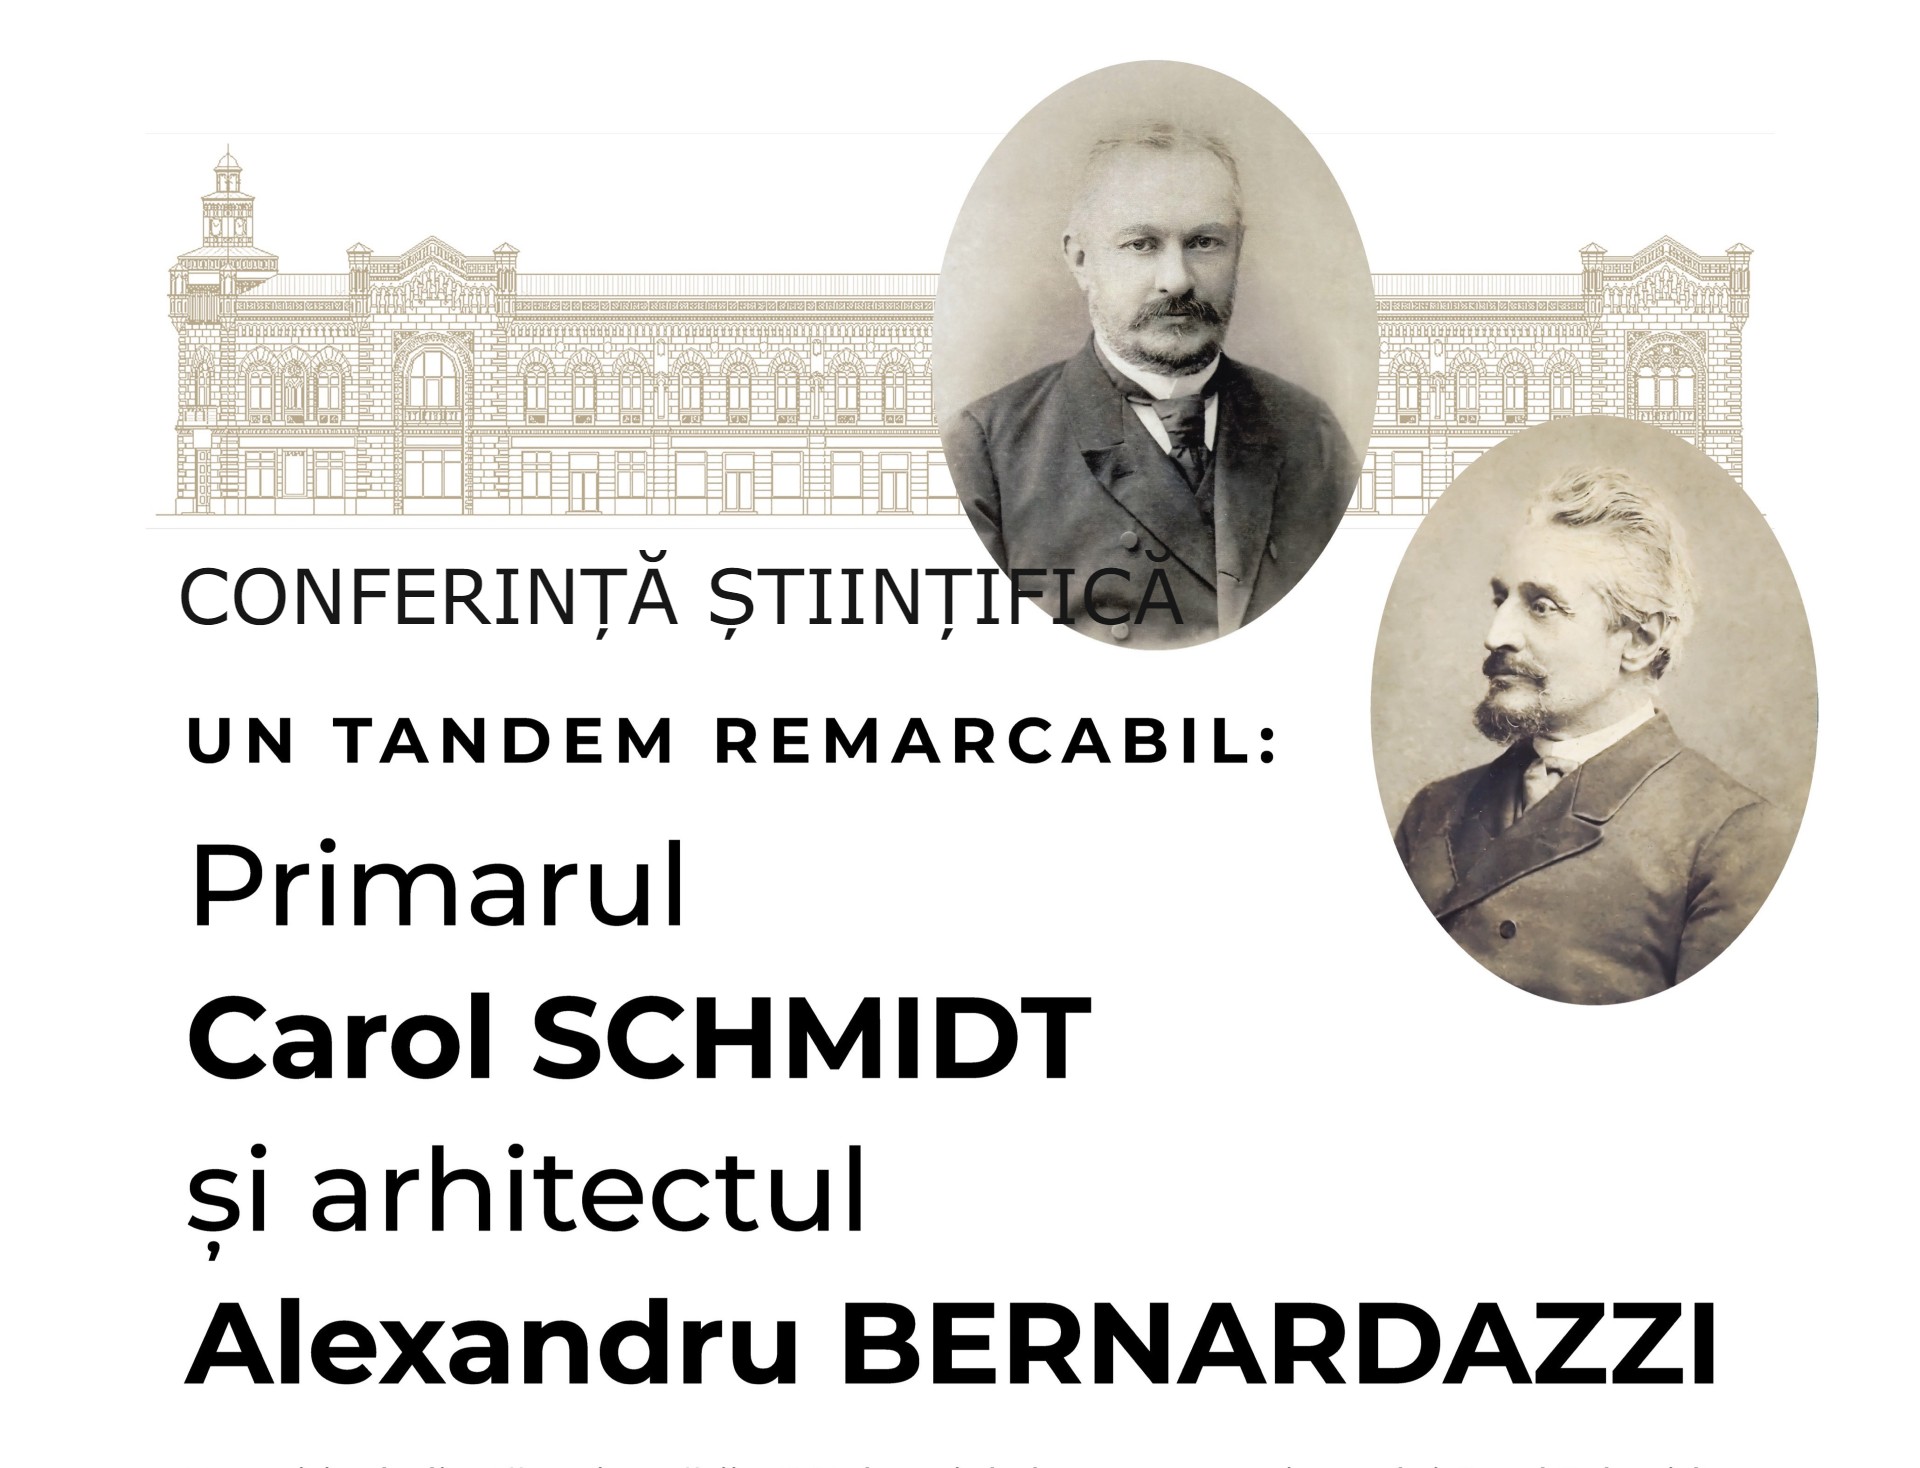 CONFERINȚĂ ȘTIINȚIFICĂ
UN TANDEM REMARCABIL:
Primarul
Carol SCHMIDT
și arhitectul
Alexandru BERNARDAZZI